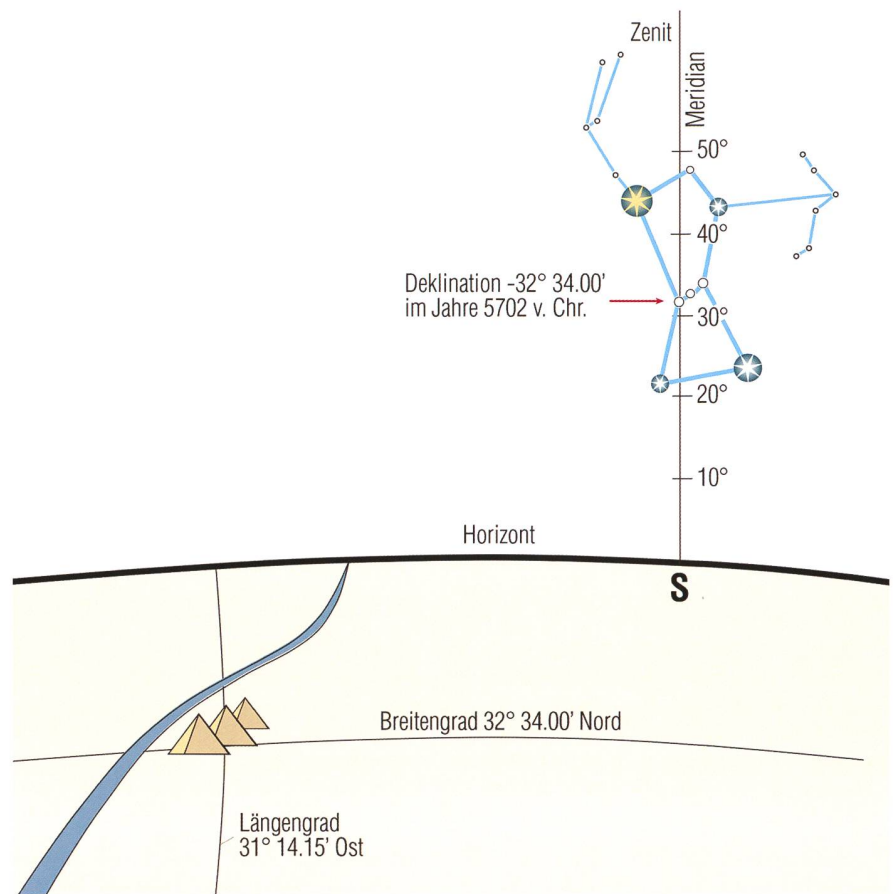 Zenit
Meridian
50°
40°
Deklination -32° 34.00'
im Jahre 5702 v. Chr.
30°
20°
10°
Horizont
S
Breitengrad 32° 34.00' Nord
Längengrad
31° 14.15' Ost